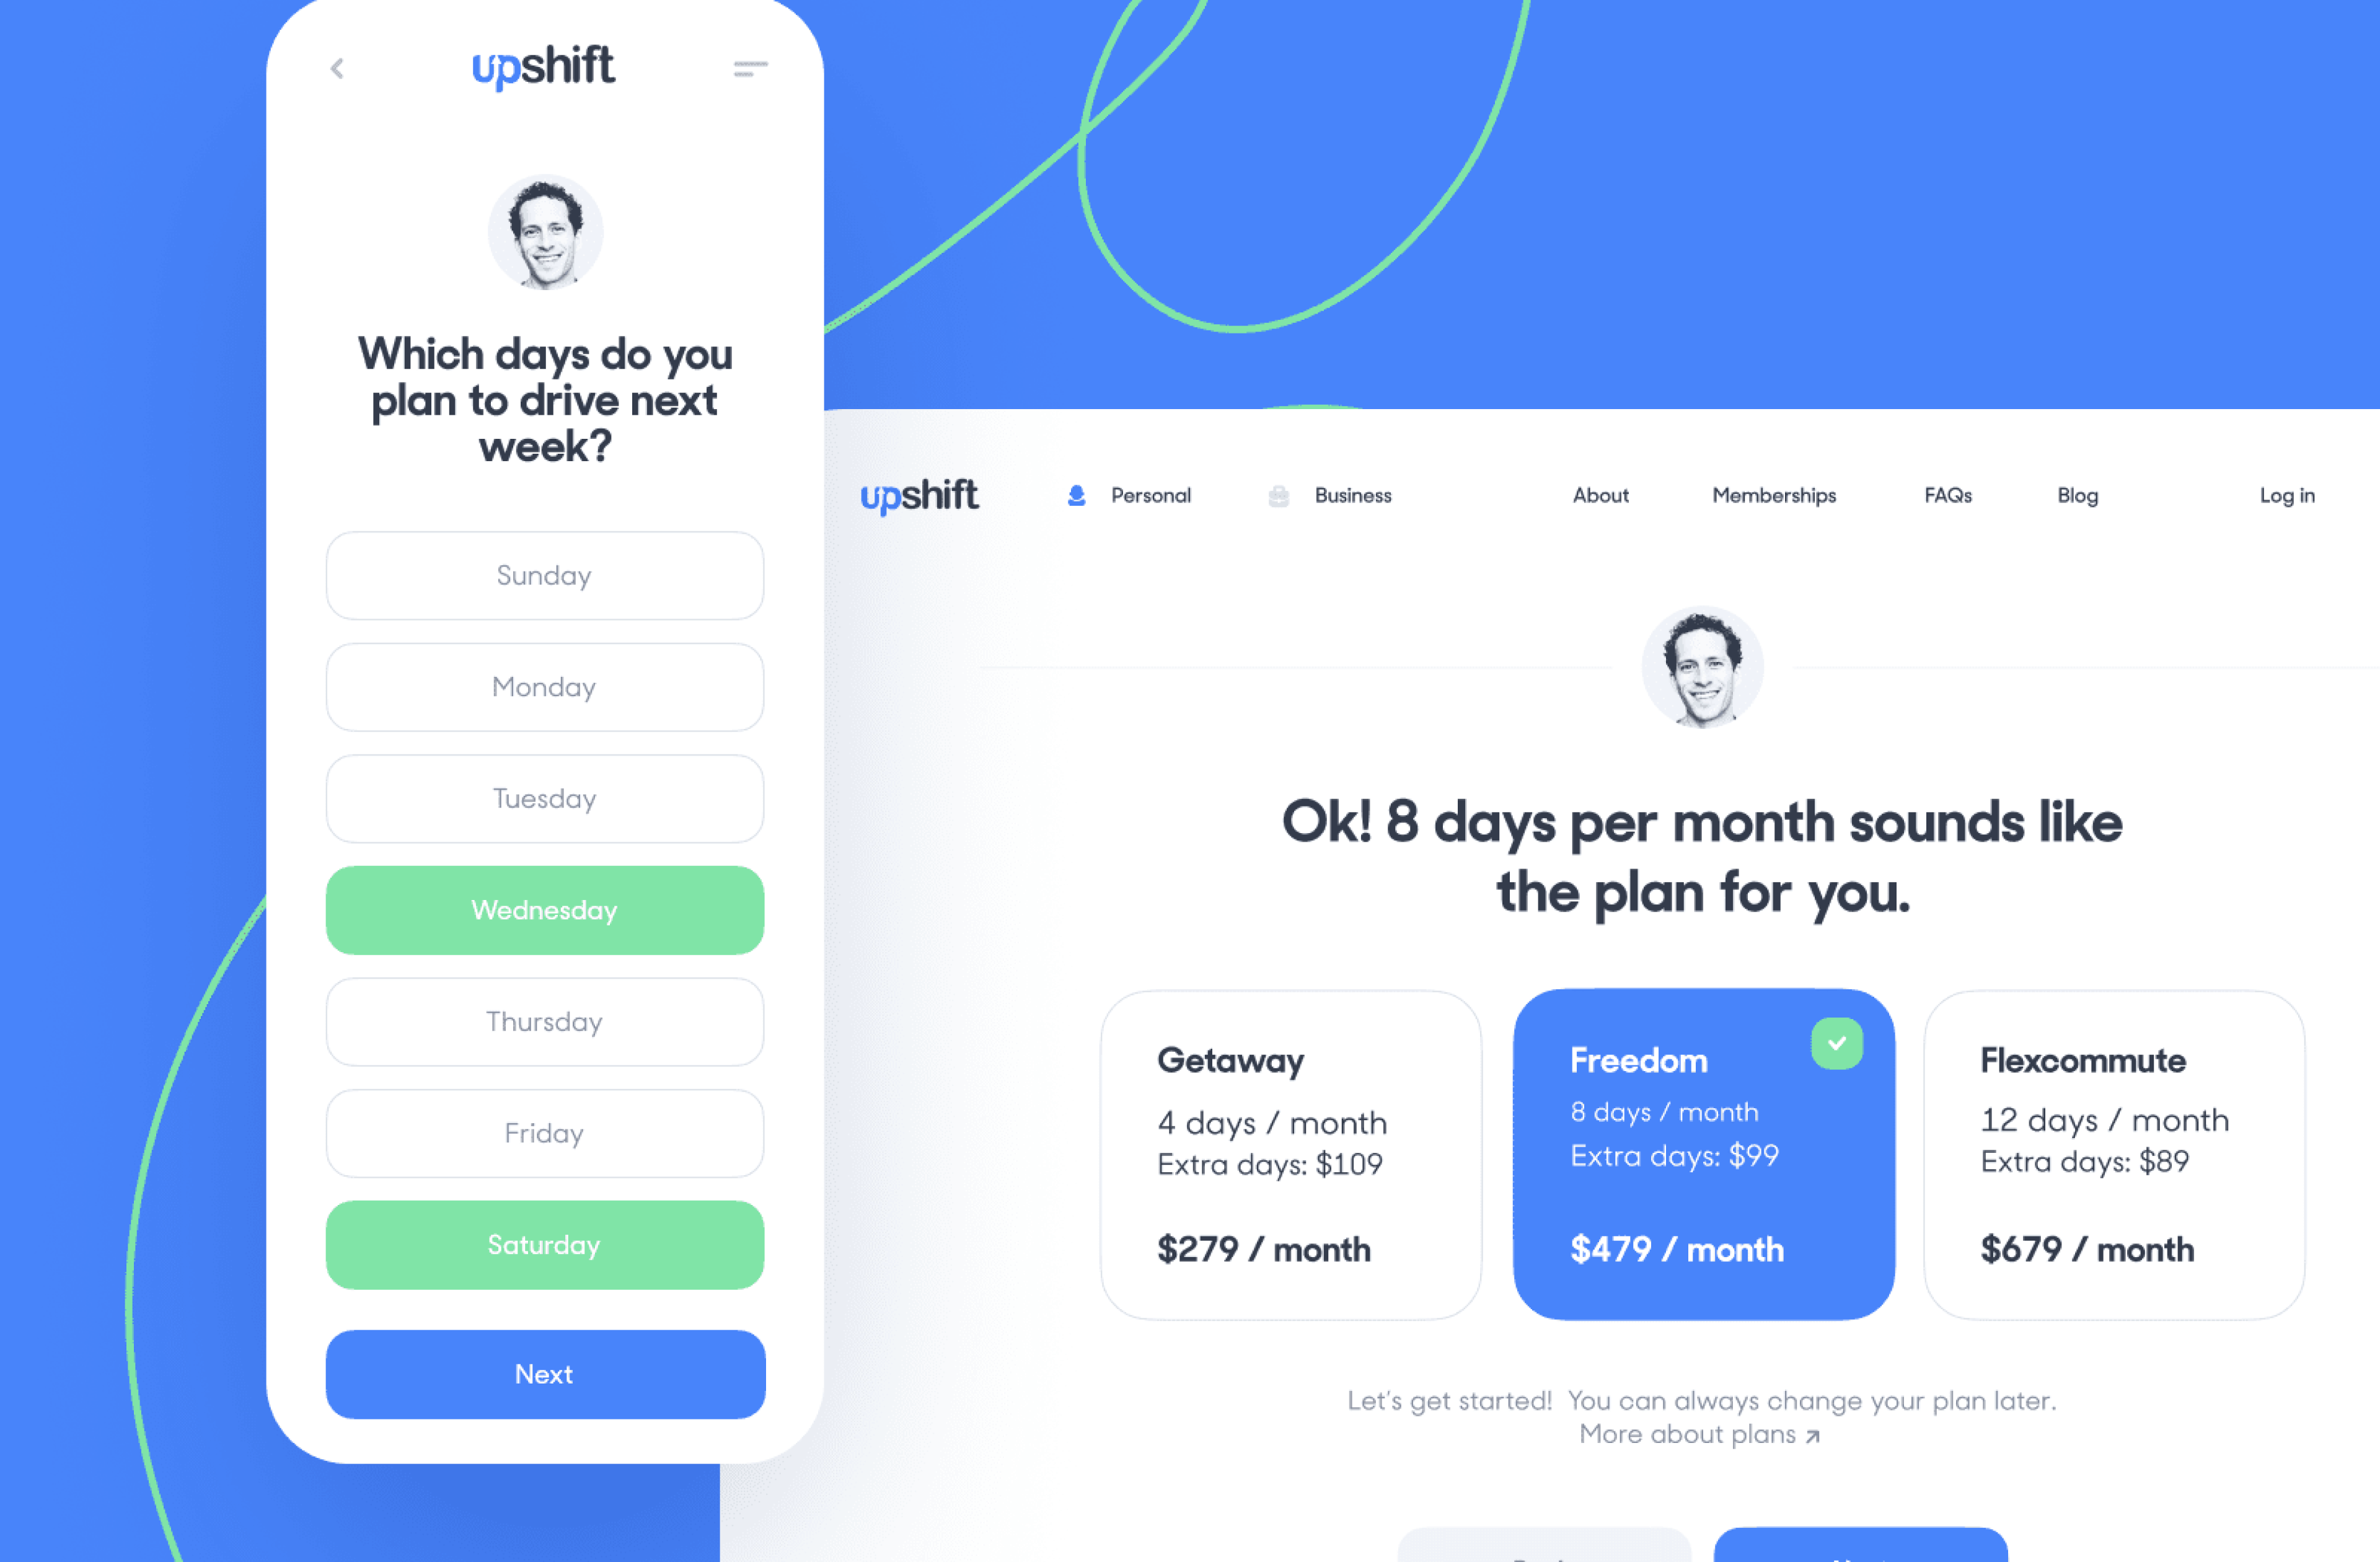 upshift
Which days do you
plan to drive next
week?
Sunday
Monday
Tuesday
Wednesday
Thursday
Friday
Saturday
Next
upshift
Personal
Business
About
Memberships
FAQs
Blog
Log in
Ok! 8 days per month sounds like
the plan for you.
Getaway
4 days / month
Extra days: $109
$279 / month
Freedom
8 days / month
Extra days: $99
$479 / month
Flexcommute
12 days / month
Extra days: $89
$679 / month
Let's get started!  You can always change your plan later.
More about plans